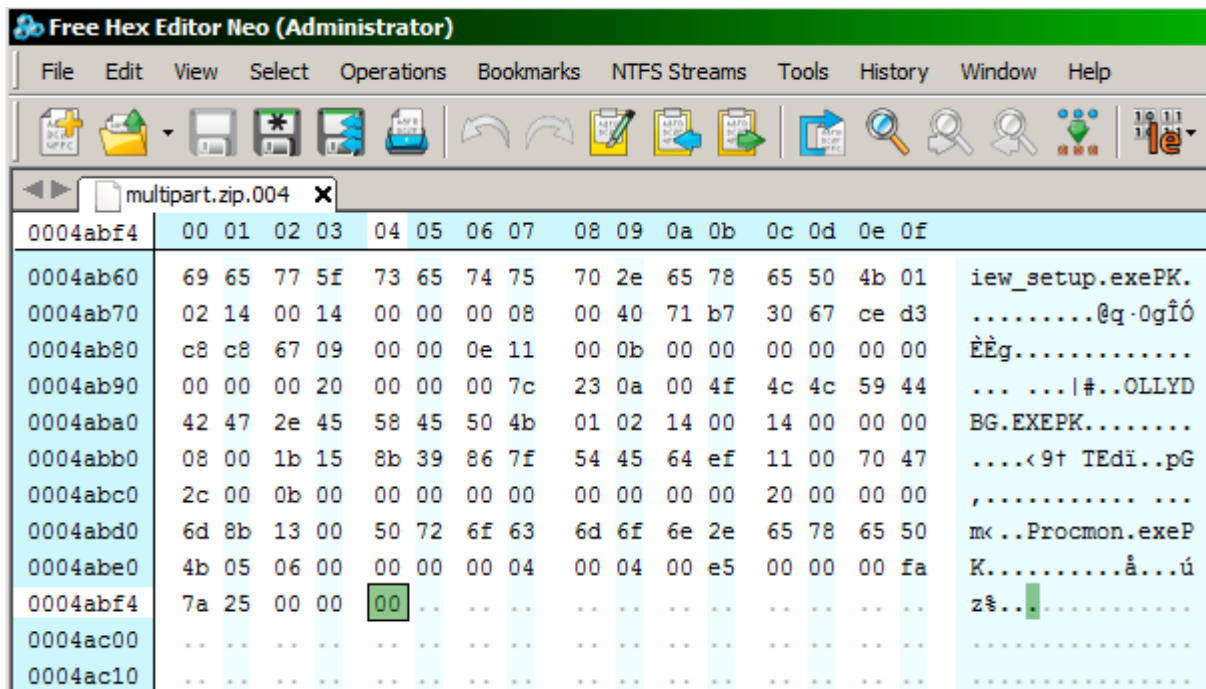 Free Hex Editor Neo (Administrator)
File Edit View Select Operations Bookmarks NTFS Streams Tools History Window Help
multipart.zip.004
0004abf4 00 01 02 03 04 05 06 07 08 09 0a 0b 0c 0d 0e 0f
0004ab60 69 65 77 5f 73 65 74 75 70 2e 65 78 65 50 4b 01 iew_setup.exePK.
0004ab70 02 14 00 14 00 00 00 08 00 40 71 b7 30 67 ce d3 .........@q·0gÎÓ
0004ab80 c8 c8 67 09 00 00 0e 11 00 0b 00 00 00 00 00 00 ÈÈg.............
0004ab90 00 00 00 20 00 00 00 7c 23 0a 00 4f 4c 4c 59 44 ... ...|#..OLLYD
0004aba0 42 47 2e 45 58 45 50 4b 01 02 14 00 14 00 00 00 BG.EXEPK........
0004abb0 08 00 1b 15 8b 39 86 7f 54 45 64 ef 11 00 70 47 ....‹9† TEdï..pG
0004abc0 2c 00 0b 00 00 00 00 00 00 00 00 00 20 00 00 00 ,........... ...
0004abd0 6d 8b 13 00 50 72 6f 63 6d 6f 6e 2e 65 78 65 50 m‹..Procmon.exeP
0004abe0 4b 05 06 00 00 00 00 04 00 04 00 e5 00 00 00 fa K..........å...ú
0004abf4 7a 25 00 00 00 .. .. .. .. .. .. .. .. .. .. .. z%..............
0004ac00 .. .. .. .. .. .. .. .. .. .. .. .. .. .. .. .. ................
0004ac10 .. .. .. .. .. .. .. .. .. .. .. .. .. .. .. .. ................